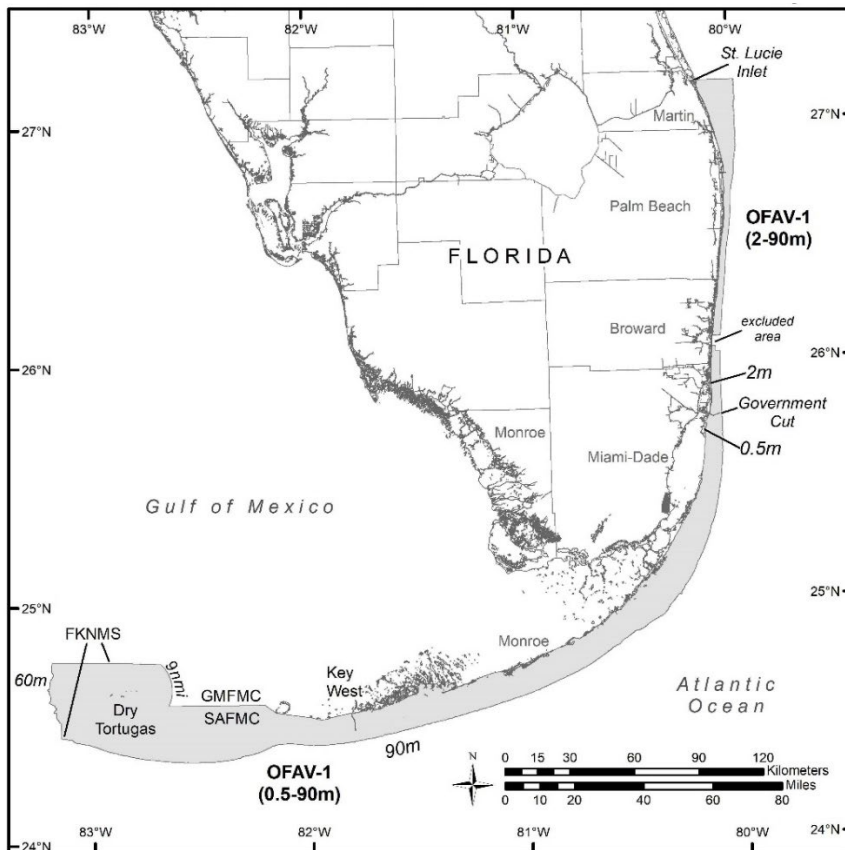 83°W
82°W
81°W
80°W
St. Lucie
Inlet
27°N
27°N
Martin
Palm Beach
OFAV-1
(2-90m)
FLORIDA
Broward
excluded
area
26°N
26°N
2m
Government
Cut
Monroe
0.5m
Miami-Dade
Gulf of Mexico
25°N
25°N
FKNMS
Monroe
9nmi
60m
Key
West
GMFMC
SAFMC
Dry
Tortugas
Atlantic
Ocean
90m
OFAV-1
(0.5-90m)
N
0 15 30 60 90 120
Kilometers
Miles
0 10 20 40 60 80
24°N
24°N
83°W
82°W
81°W
80°W